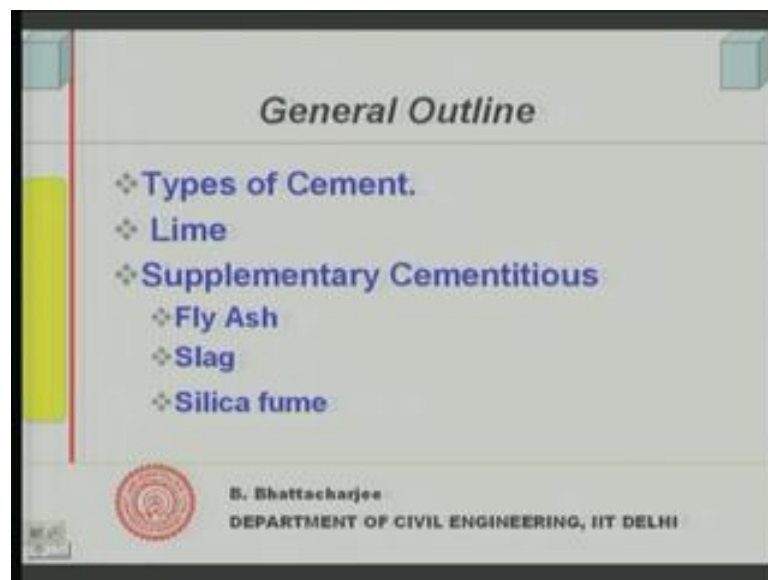 General Outline
Types of Cement.
Lime
Supplementary Cementitious
Fly Ash
Slag
Silica fume
B. Bhattacharjee
DEPARTMENT OF CIVIL ENGINEERING, IIT DELHI